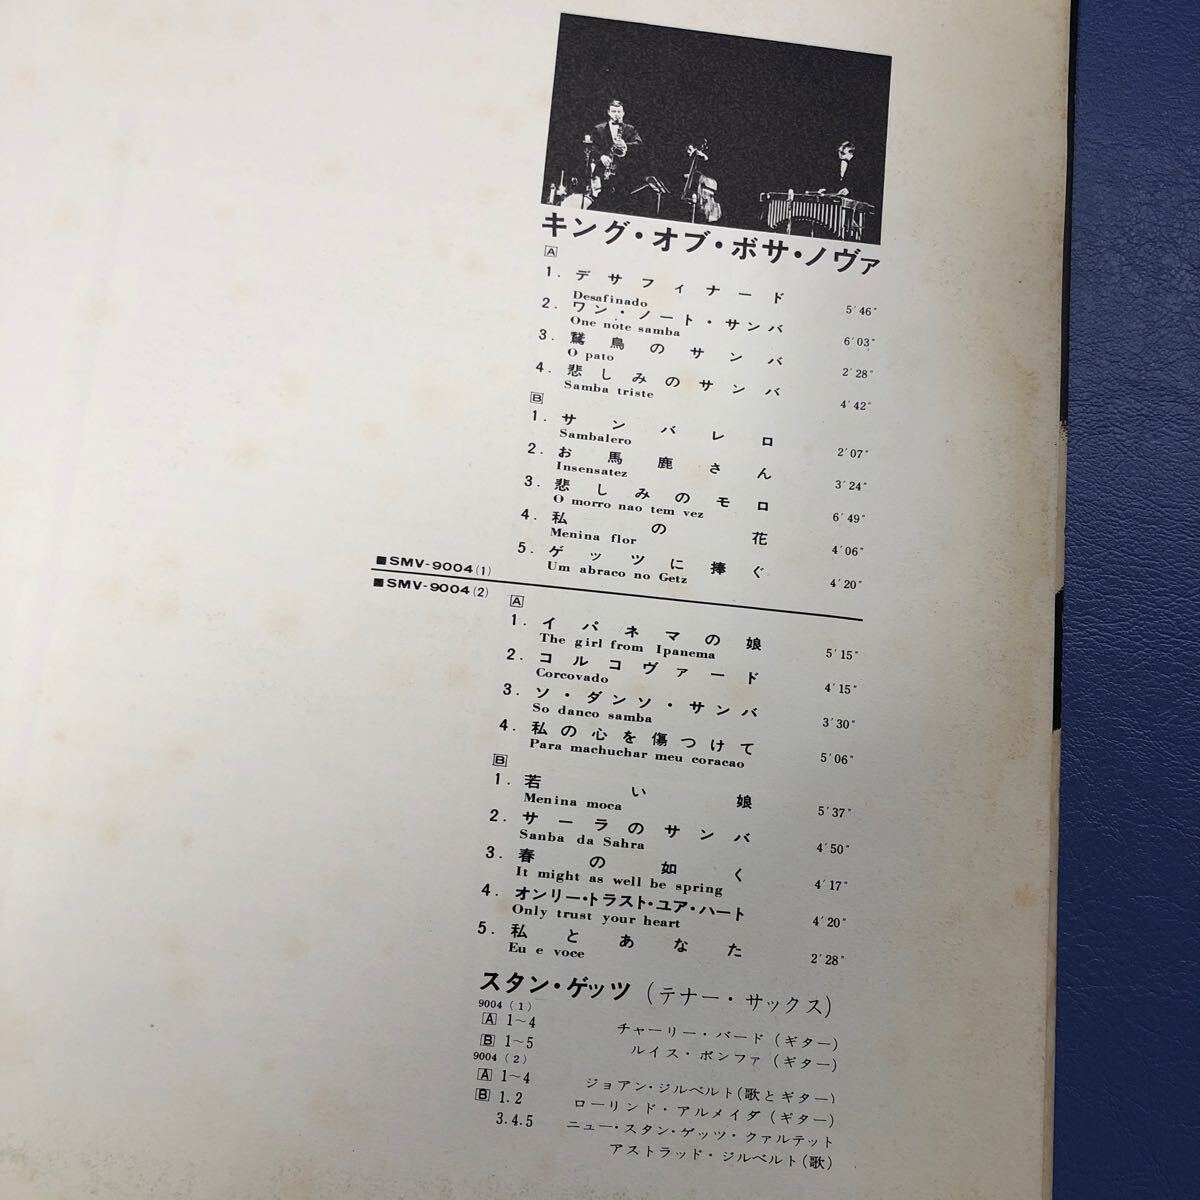 キング・オブ・ボサ・ノヴァ
A
1. デサフィナード 5'46"
Desafinado
2. ワン・ノート・サンバ 6'03"
One note samba
3. 鵞鳥のサンバ 2'28"
O pato
4. 悲しみのサンバ 4'42"
Samba triste
B
1. サンバレロ 2'07"
Sambalero
2. お馬鹿さん 3'24"
Insensatez
3. 悲しみのモロ 6'49"
O morro nao tem vez
4. 私の花 4'06"
Menina flor
5. ゲッツに捧ぐ 4'20"
Um abraco no Getz
■SMV-9004(1)
■SMV-9004(2)
A
1. イパネマの娘 5'15"
The girl from Ipanema
2. コルコヴァード 4'15"
Corcovado
3. ソ・ダンソ・サンバ 3'30"
So danco samba
4. 私の心を傷つけて 5'06"
Para machuchar meu coracao
B
1. 若い娘 5'37"
Menina moca
2. サーラのサンバ 4'50"
Sanba da Sahra
3. 春の如く 4'17"
It might as well be spring
4. オンリー・トラスト・ユア・ハート 4'20"
Only trust your heart
5. 私とあなた 2'28"
Eu e voce
スタン・ゲッツ (テナー・サックス)
9004 (1)
A 1~4 チャーリー・バード(ギター)
B 1~5 ルイス・ボンファ(ギター)
9004 (2)
A 1~4 ジョアン・ジルベルト(歌とギター)
B 1.2 ローリンド・アルメイダ(ギター)
3.4.5 ニュー・スタン・ゲッツ・クァルテット
アストラッド・ジルベルト(歌)